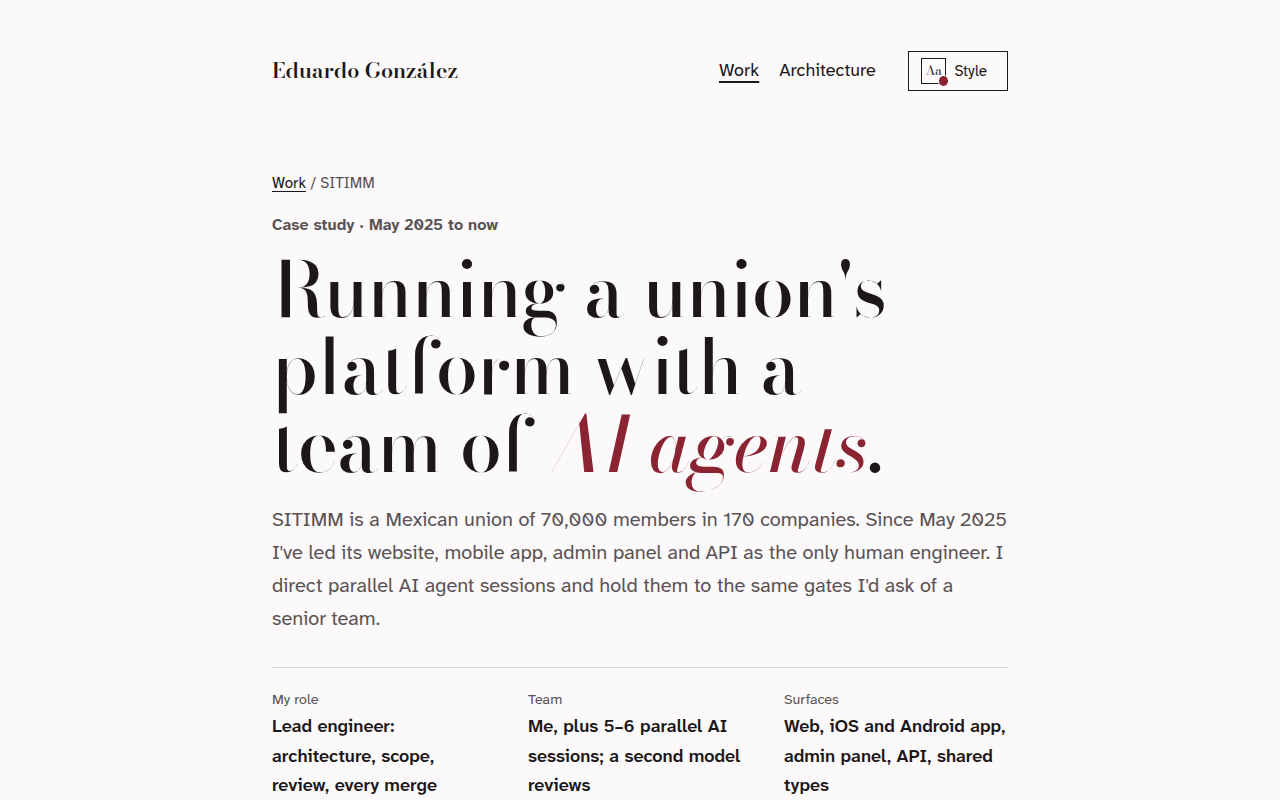 Eduardo González
Work Architecture Aa Style
Work / SITIMM
Case study · May 2025 to now
Running a union's
platform with a
team of AI agents.
SITIMM is a Mexican union of 70,000 members in 170 companies. Since May 2025
I've led its website, mobile app, admin panel and API as the only human engineer. I
direct parallel AI agent sessions and hold them to the same gates I'd ask of a
senior team.
My role
Lead engineer:
architecture, scope,
review, every merge
Team
Me, plus 5–6 parallel AI
sessions; a second model
reviews
Surfaces
Web, iOS and Android app,
admin panel, API, shared
types